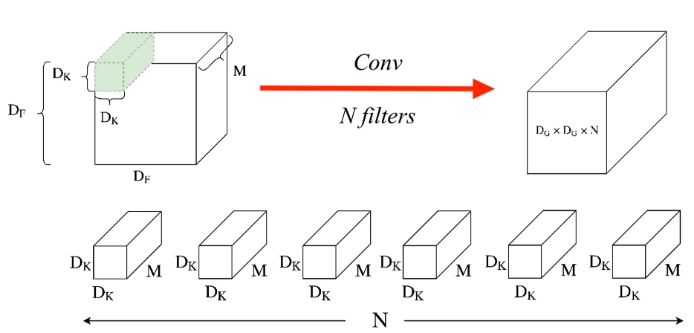 D_K
M
Conv
D_F
D_K
N filters
D_G × D_G × N
D_F
D_K M D_K M D_K M D_K M D_K M D_K M
D_K D_K D_K D_K D_K D_K
N